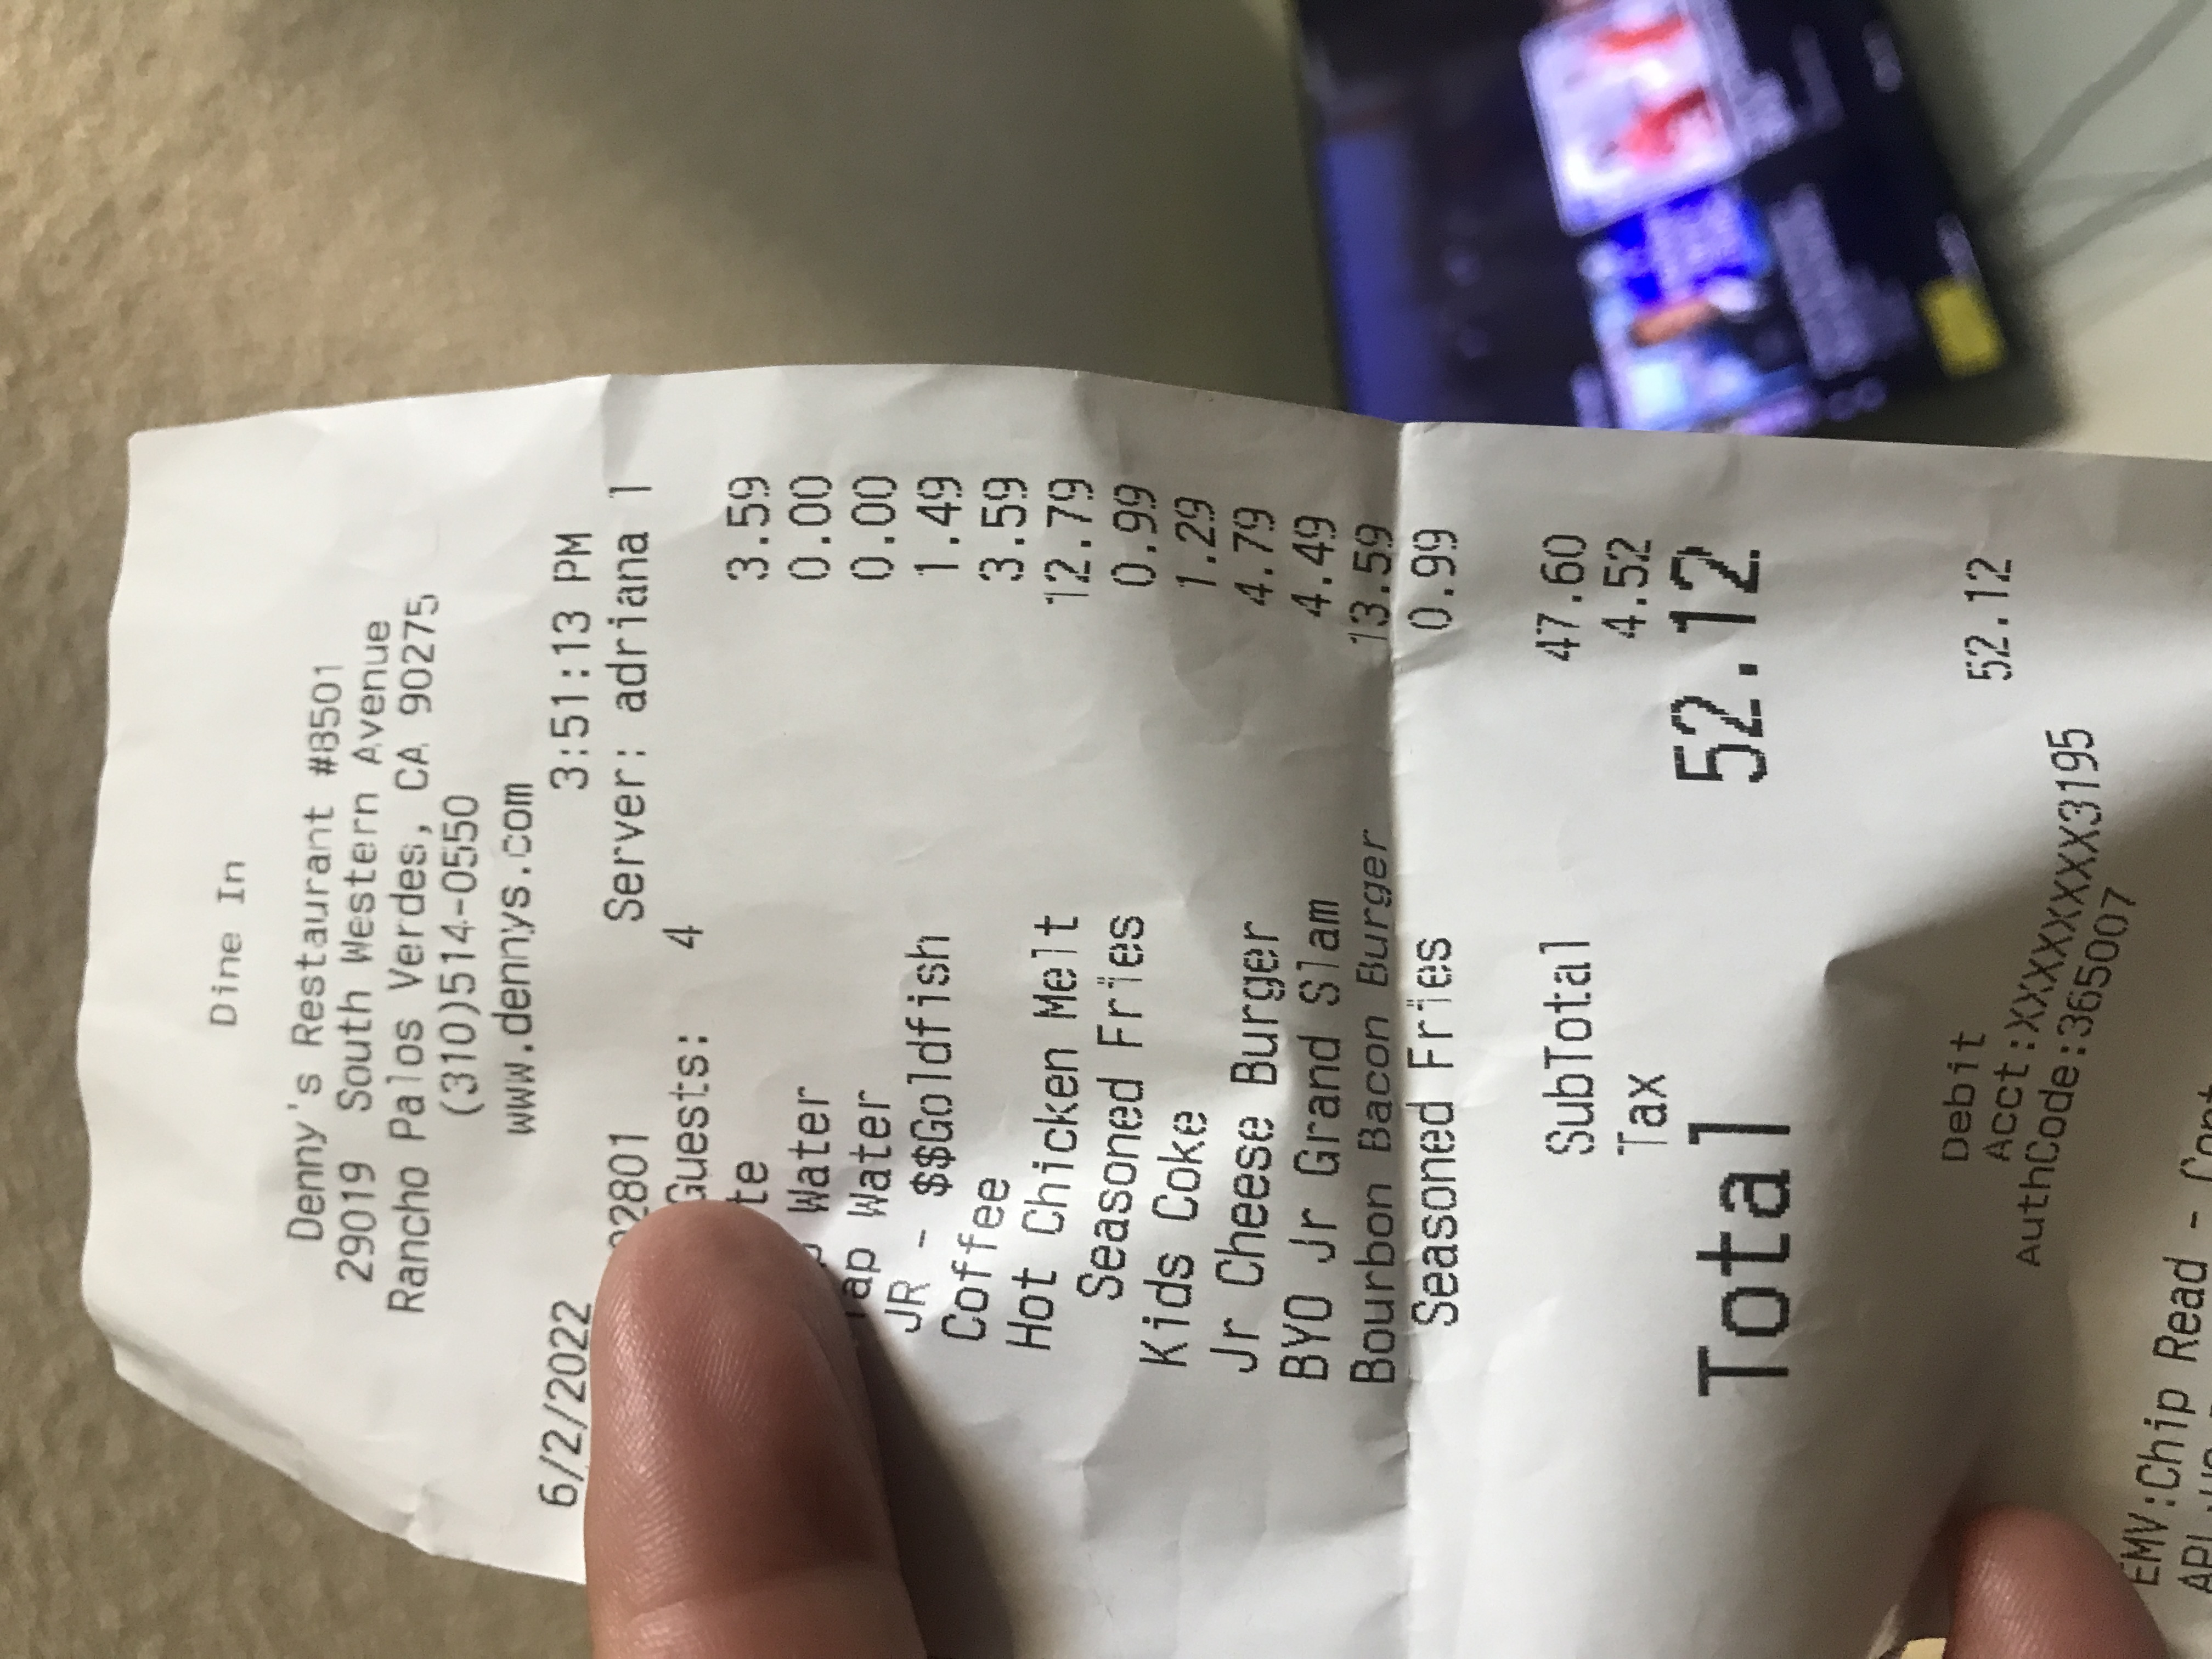 Dine In
Denny's Restaurant #8501
29019 South Western Avenue
Rancho Palos Verdes, CA 90275
(310)514-0550
www.dennys.com
6/2/2022 3:51:13 PM
02801 Server: adriana 1
Guests: 4
te 3.59
Water 0.00
ap Water 0.00
JR - $$Goldfish 1.49
Coffee 3.59
Hot Chicken Melt 12.79
Seasoned Fries 0.99
Kids Coke 1.29
Jr Cheese Burger 4.79
BYO Jr Grand Slam 4.49
Bourbon Bacon Burger 13.59
Seasoned Fries 0.99
SubTotal 47.60
Tax 4.52
Total 52.12
Debit 52.12
Acct:XXXXXXXXXXXX3195
AuthCode:365007
EMV:Chip Read - Cont